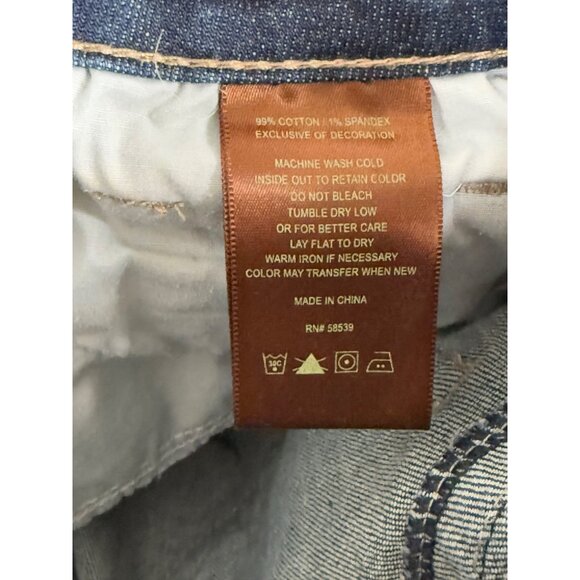 99% COTTON / 1% SPANDEX
EXCLUSIVE OF DECORATION
MACHINE WASH COLD
INSIDE OUT TO RETAIN COLOR
DO NOT BLEACH
TUMBLE DRY LOW
OR FOR BETTER CARE
LAY FLAT TO DRY
WARM IRON IF NECESSARY
COLOR MAY TRANSFER WHEN NEW
MADE IN CHINA
RN# 58539
30C